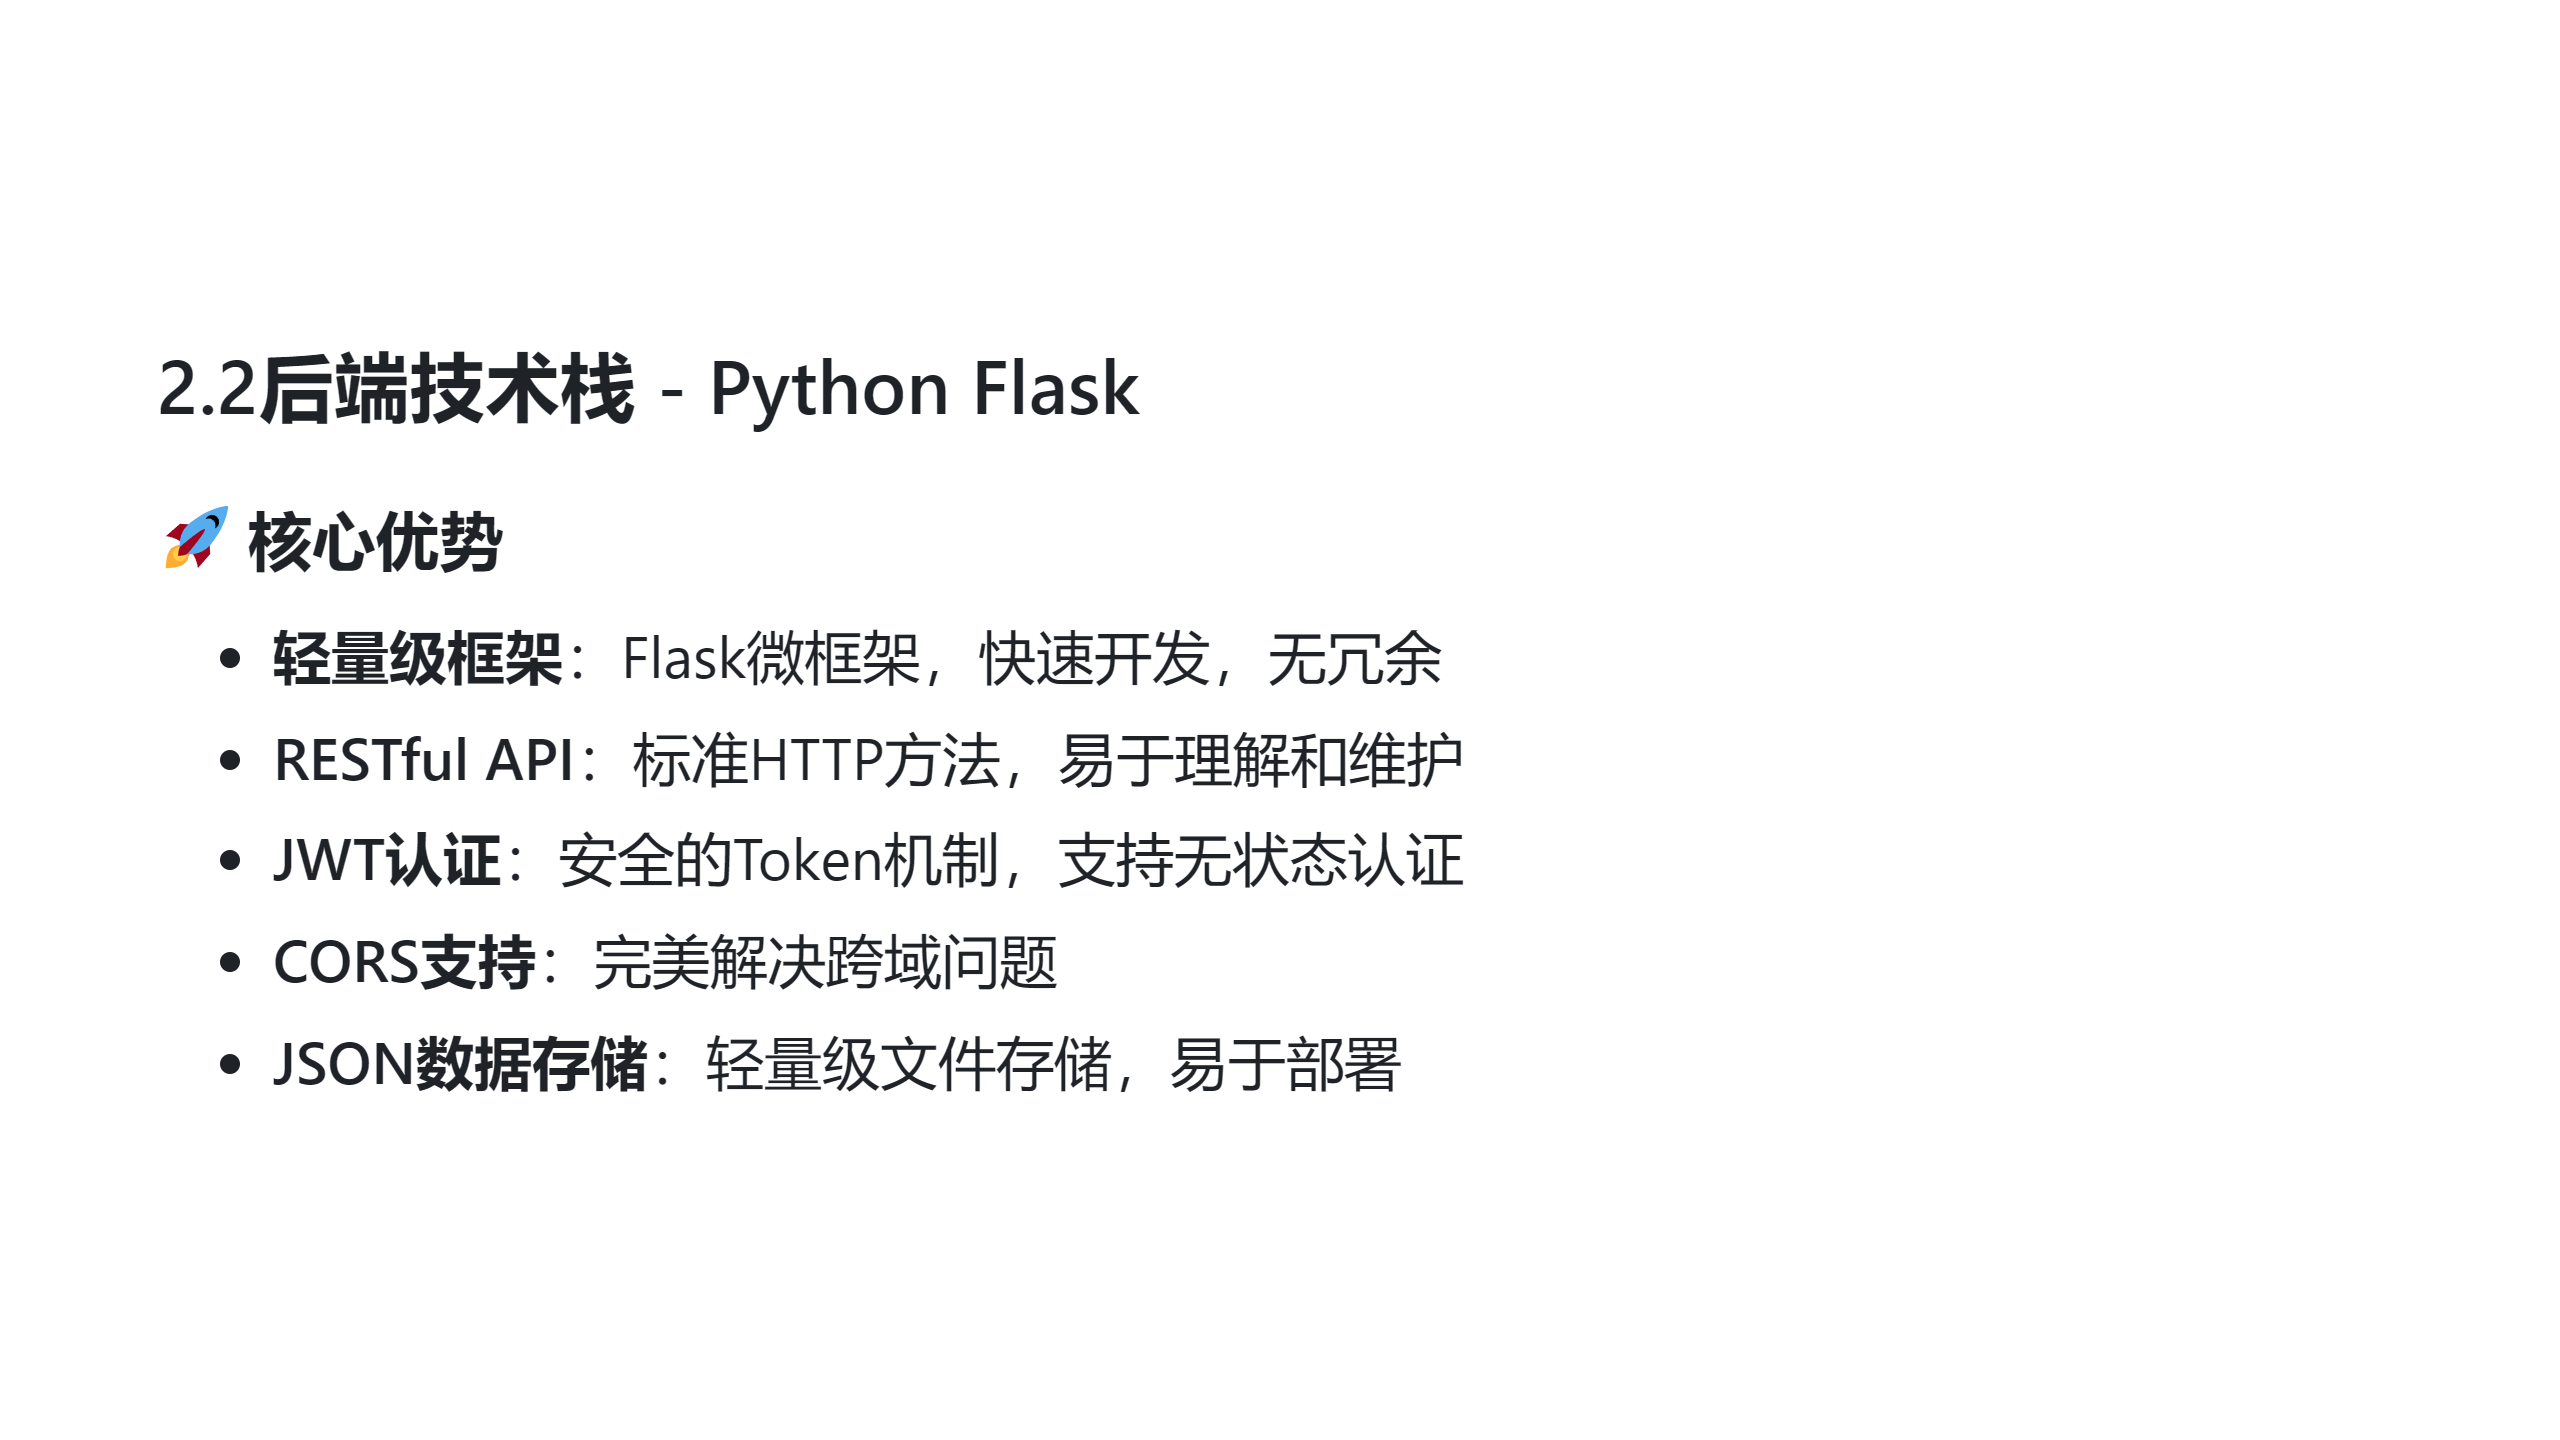 2.2后端技术栈 - Python Flask
🚀 核心优势
• 轻量级框架：Flask微框架，快速开发，无冗余
• RESTful API：标准HTTP方法，易于理解和维护
• JWT认证：安全的Token机制，支持无状态认证
• CORS支持：完美解决跨域问题
• JSON数据存储：轻量级文件存储，易于部署